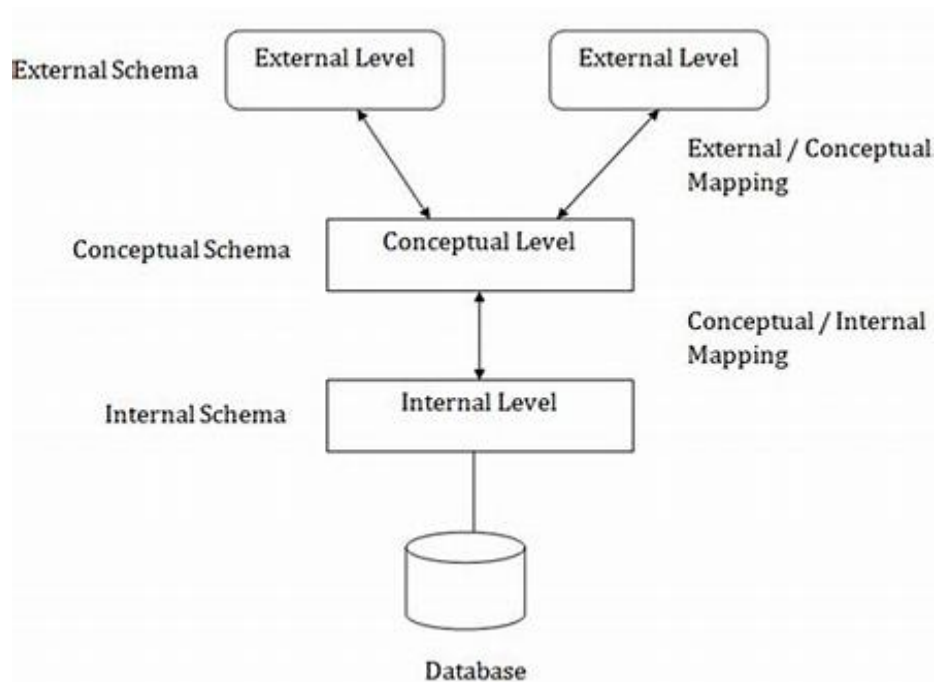 External Level
External Level
External Schema
External / Conceptual
Mapping
Conceptual Level
Conceptual Schema
Conceptual / Internal
Mapping
Internal Level
Internal Schema
Database